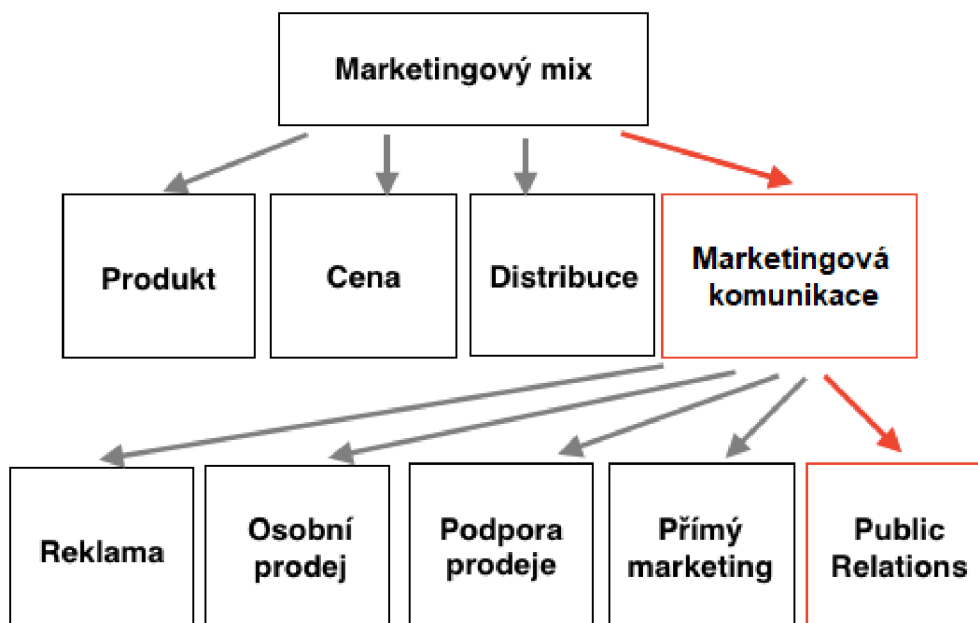 Marketingový mix
Produkt
Cena
Distribuce
Marketingová
komunikace
Reklama
Osobní
prodej
Podpora
prodeje
Přímý
marketing
Public
Relations